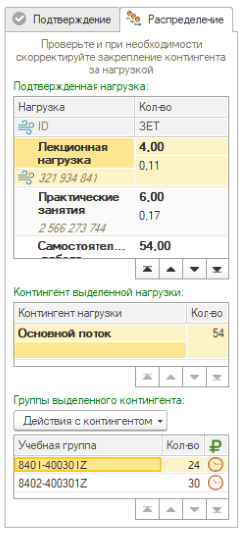 Подтверждение
Распределение
Проверьте и при необходимости
скорректируйте закрепление контингента
за нагрузкой
Подтвержденная нагрузка:
Нагрузка Кол-во
ID ЗЕТ
Лекционная нагрузка 4,00
321 934 841 0,11
Практические занятия 6,00
2 566 273 744 0,17
Самостоятел... 54,00
Контингент выделенной нагрузки:
Контингент нагрузки Кол-во
Основной поток 54
Группы выделенного контингента:
Действия с контингентом
Учебная группа Кол-во ₽
8401-400301Z 24
8402-400301Z 30